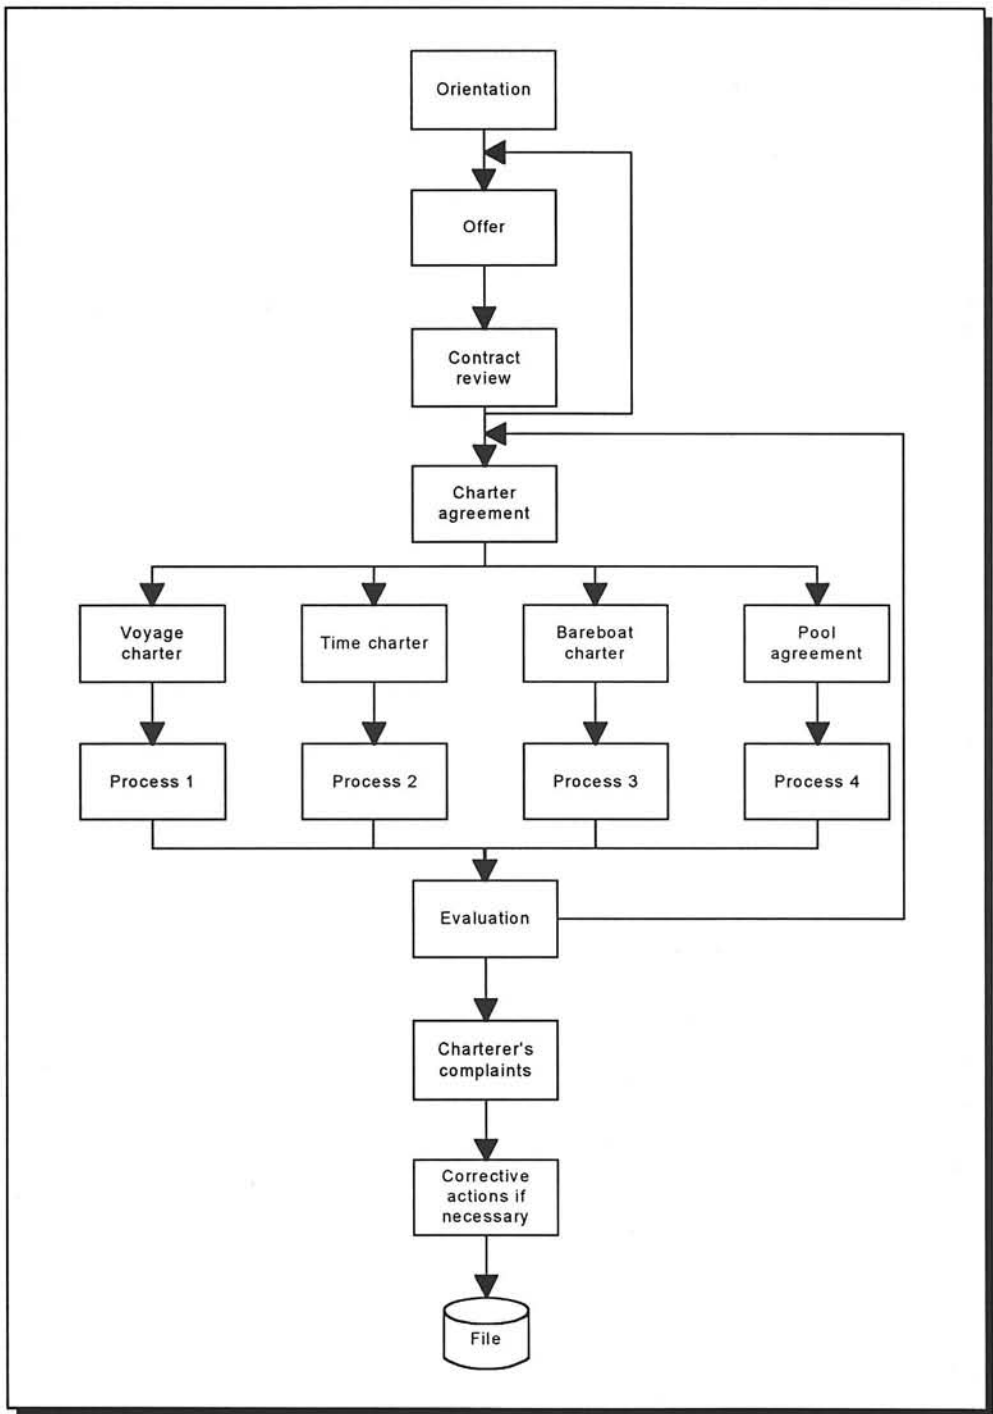 Orientation
Offer
Contract
review
Charter
agreement
Voyage
charter
Time charter
Bareboat
charter
Pool
agreement
Process 1
Process 2
Process 3
Process 4
Evaluation
Charterer's
complaints
Corrective
actions if
necessary
File